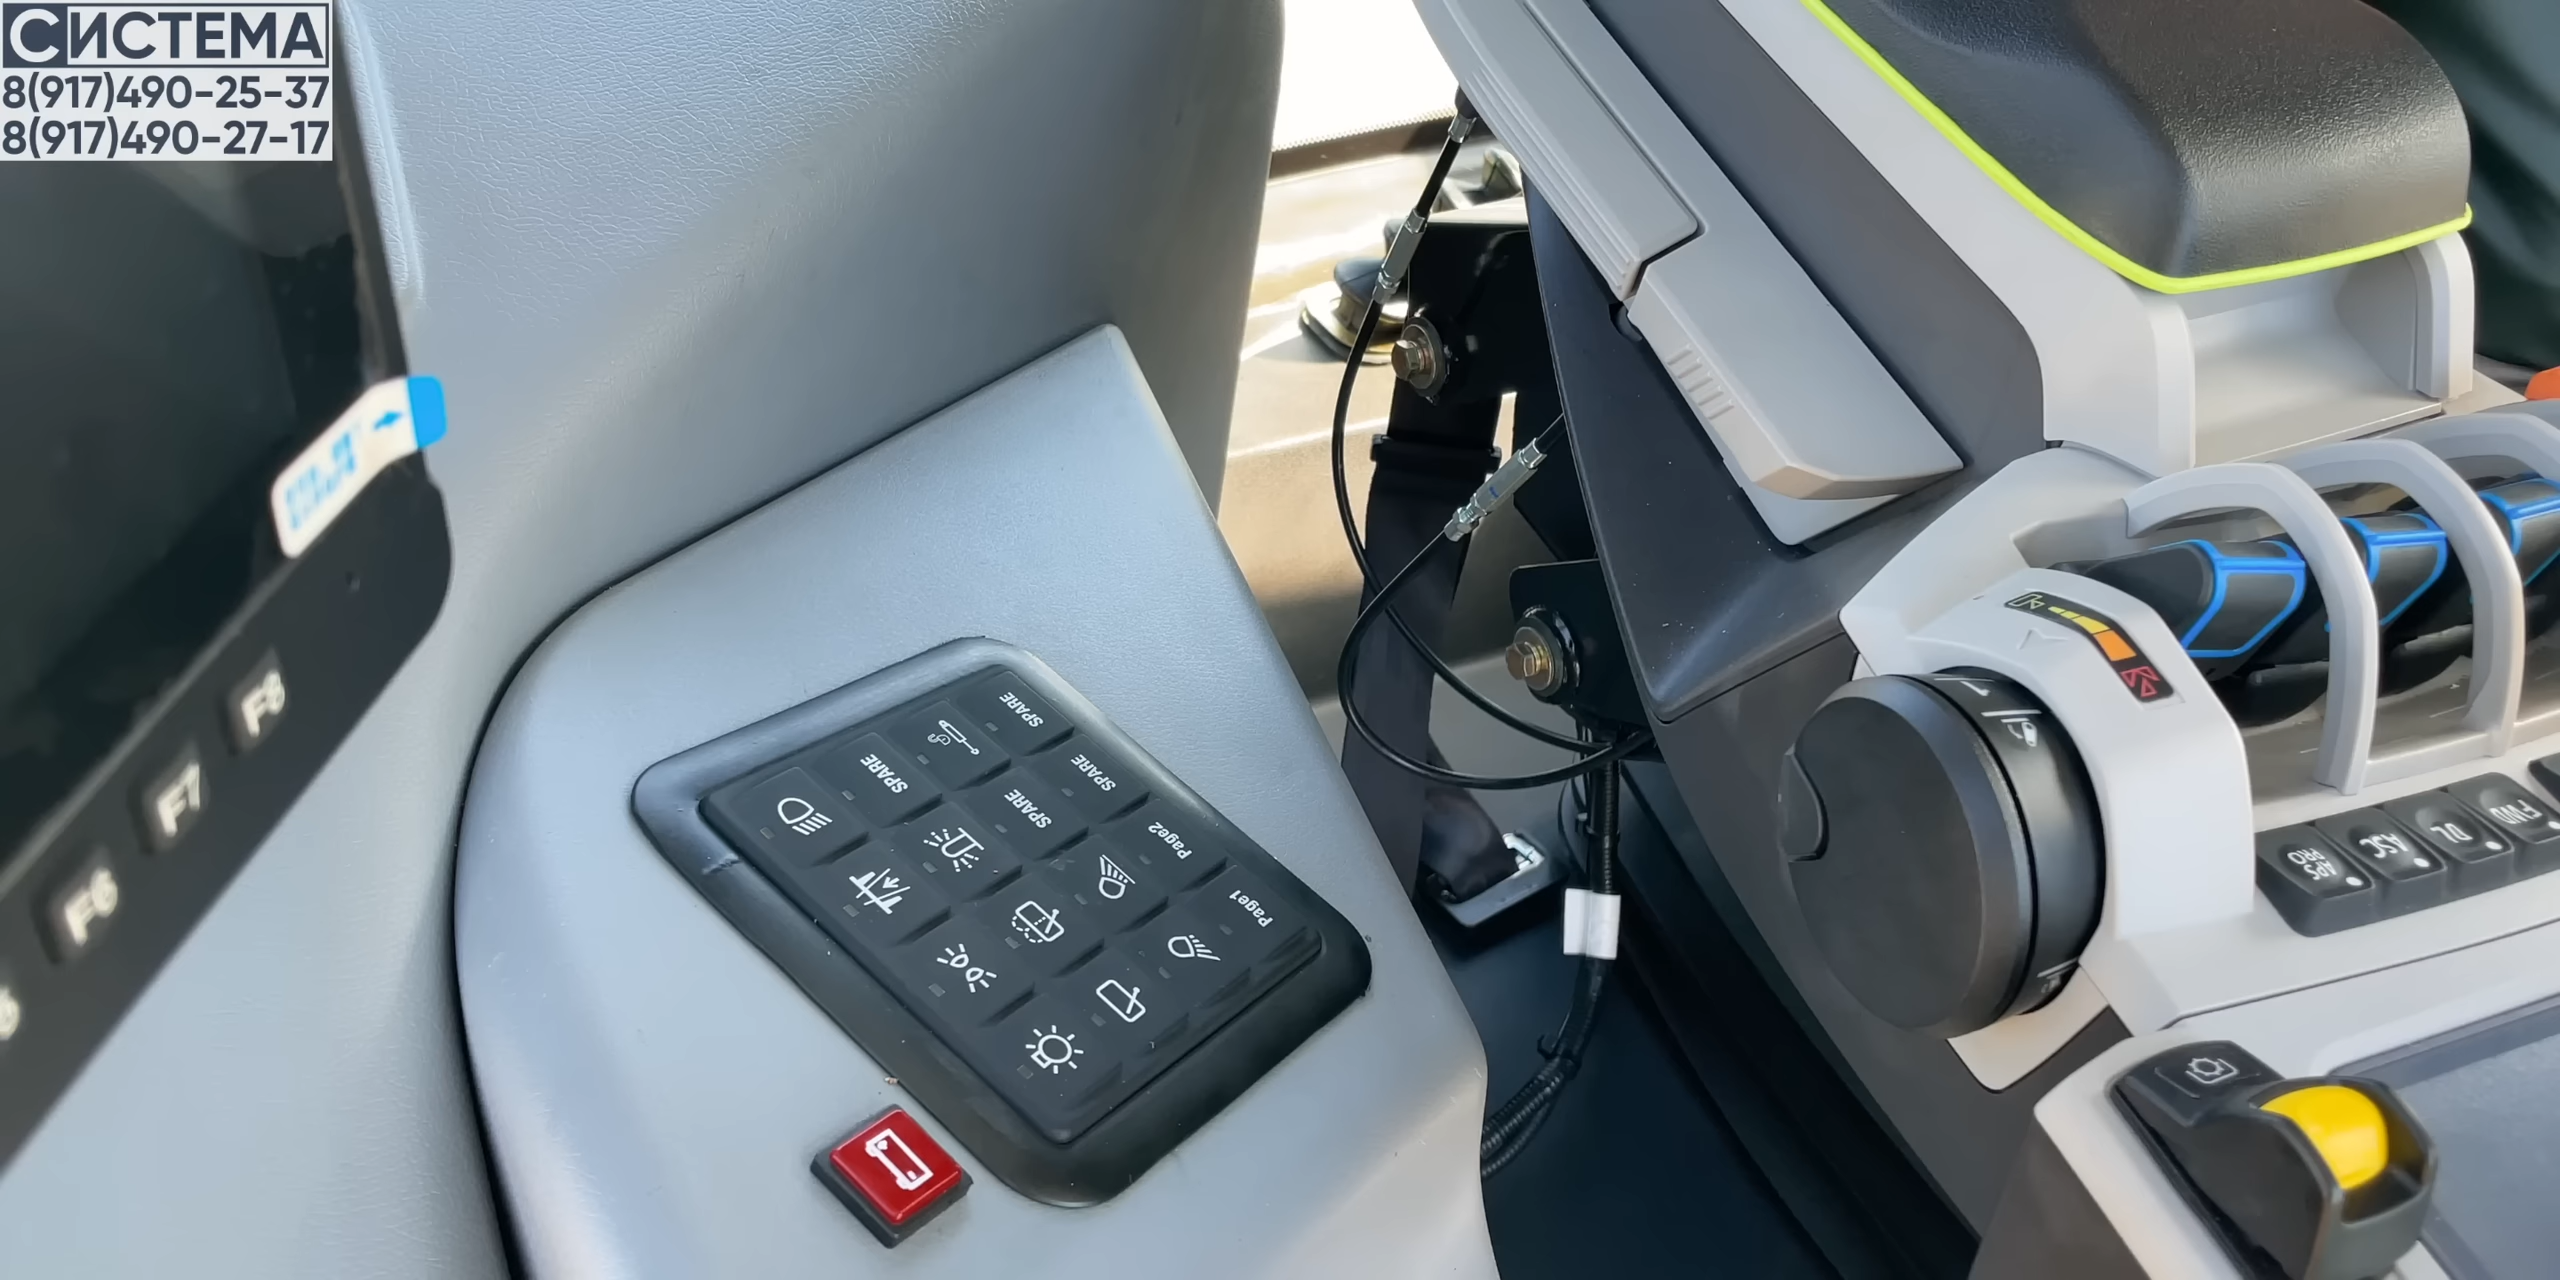 СИСТЕМА
8(917)490-25-37
8(917)490-27-17
F8
F7
F6
SPARE
SPARE
SPARE
SPARE
Page2
Page1
APS
PRO
ASC
DL
FWD